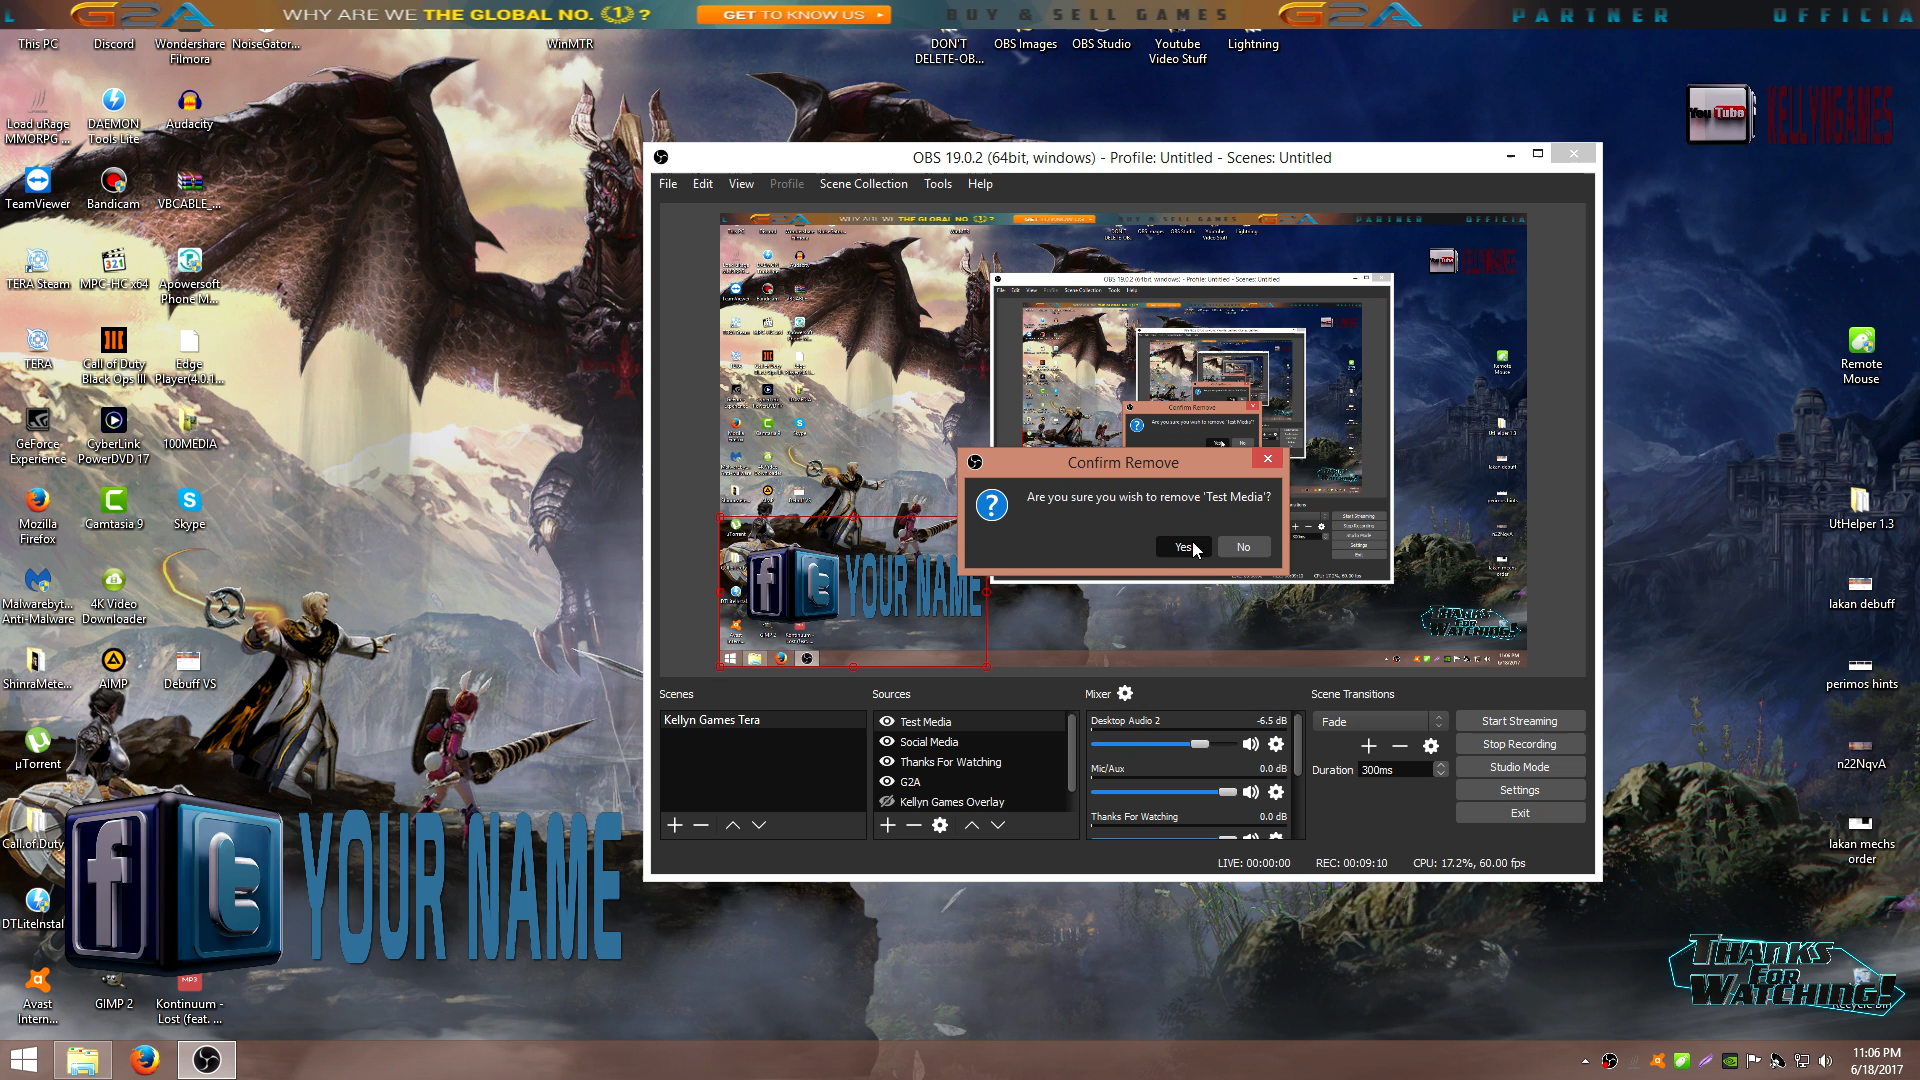 L
G2A
WHY ARE WE THE GLOBAL NO. 1 ?
GET TO KNOW US
BUY & SELL GAMES
G2A
PARTNER
OFFICIA
This PC
Discord
Wondershare
Filmora
NoiseGator...
WinMTR
DON'T
DELETE-OB...
OBS Images
OBS Studio
Youtube
Video Stuff
Lightning
Load uRage
MMORPG ...
DAEMON
Tools Lite
Audacity
You Tube
KELLYNGAMES
TeamViewer
Bandicam
VBCABLE_...
TERA Steam
MPC-HC x64
Apowersoft
Phone M...
TERA
Call of Duty
Black Ops III
Edge
Player(4.0.1...
GeForce
Experience
CyberLink
PowerDVD 17
100MEDIA
Mozilla
Firefox
Camtasia 9
Skype
Malwarebyt...
Anti-Malware
4K Video
Downloader
ShinraMete...
AIMP
Debuff VS
µTorrent
Call.of.Duty
DTLiteInstal
YOUR NAME
Avast
Intern...
GIMP 2
MP3
Kontinuum -
Lost (feat. ...
OBS 19.0.2 (64bit, windows) - Profile: Untitled - Scenes: Untitled
File Edit View Profile Scene Collection Tools Help
Confirm Remove
Are you sure you wish to remove 'Test Media'?
Yes
No
YOUR NAME
THANKS
FOR
WATCHING!
Scenes
Kellyn Games Tera
Sources
Test Media
Social Media
Thanks For Watching
G2A
Kellyn Games Overlay
Mixer
Desktop Audio 2 -6.5 dB
Mic/Aux 0.0 dB
Thanks For Watching 0.0 dB
Scene Transitions
Fade
Duration 300ms
Start Streaming
Stop Recording
Studio Mode
Settings
Exit
LIVE: 00:00:00 REC: 00:09:10 CPU: 17.2%, 60.00 fps
Remote
Mouse
UtHelper 1.3
lakan debuff
perimos hints
n22NqvA
lakan mechs
order
THANKS
FOR
WATCHING!
11:06 PM
6/18/2017